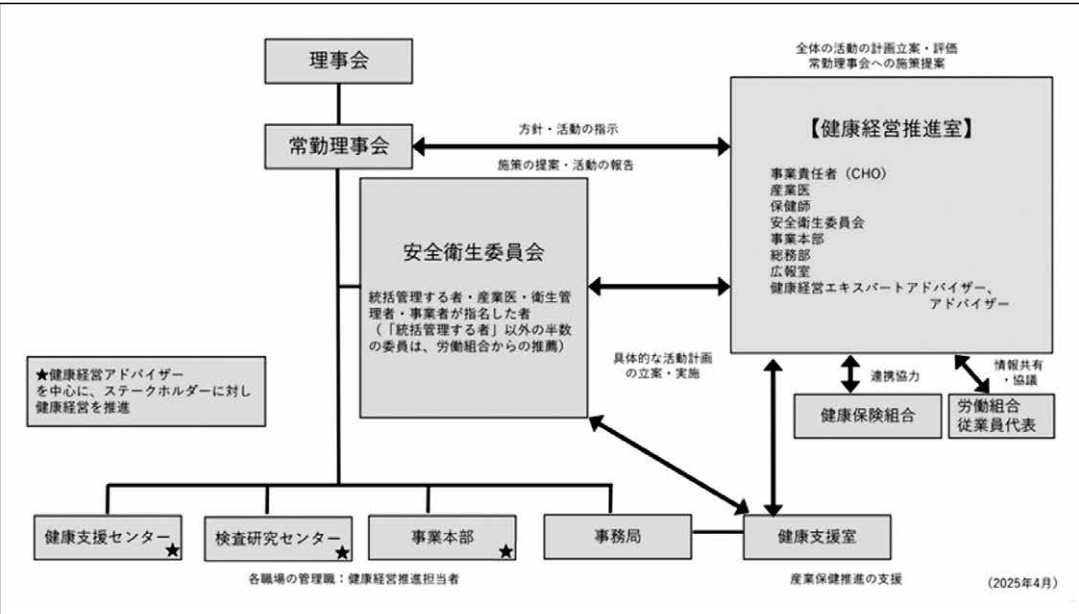 理事会
全体の活動の計画立案・評価
常勤理事会への施策提案
常勤理事会
方針・活動の指示
施策の提案・活動の報告
【健康経営推進室】
事業責任者（CHO）
産業医
保健師
安全衛生委員会
事業本部
総務部
広報室
健康経営エキスパートアドバイザー、
アドバイザー
安全衛生委員会
統括管理する者・産業医・衛生管
理者・事業者が指名した者
（「統括管理する者」以外の半数
の委員は、労働組合からの推薦）
具体的な活動計画
の立案・実施
連携協力
情報共有
・協議
健康保険組合
労働組合
従業員代表
★健康経営アドバイザー
を中心に、ステークホルダーに対し
健康経営を推進
健康支援センター★
検査研究センター★
事業本部★
事務局
健康支援室
各職場の管理職：健康経営推進担当者
産業保健推進の支援
（2025年4月）